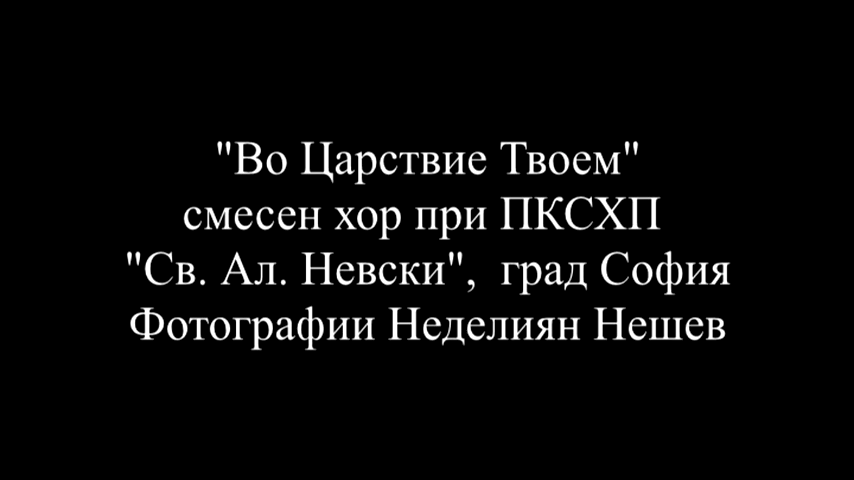 "Во Царствие Твоем"
смесен хор при ПКСХП
"Св. Ал. Невски", град София
Фотографии Неделиян Нешев